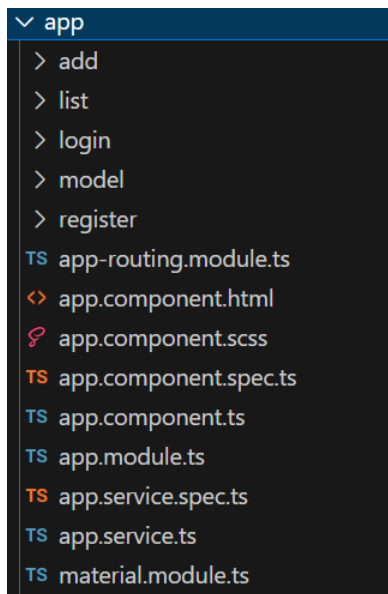 app
add
list
login
model
register
TS app-routing.module.ts
<> app.component.html
app.component.scss
TS app.component.spec.ts
TS app.component.ts
TS app.module.ts
TS app.service.spec.ts
TS app.service.ts
TS material.module.ts